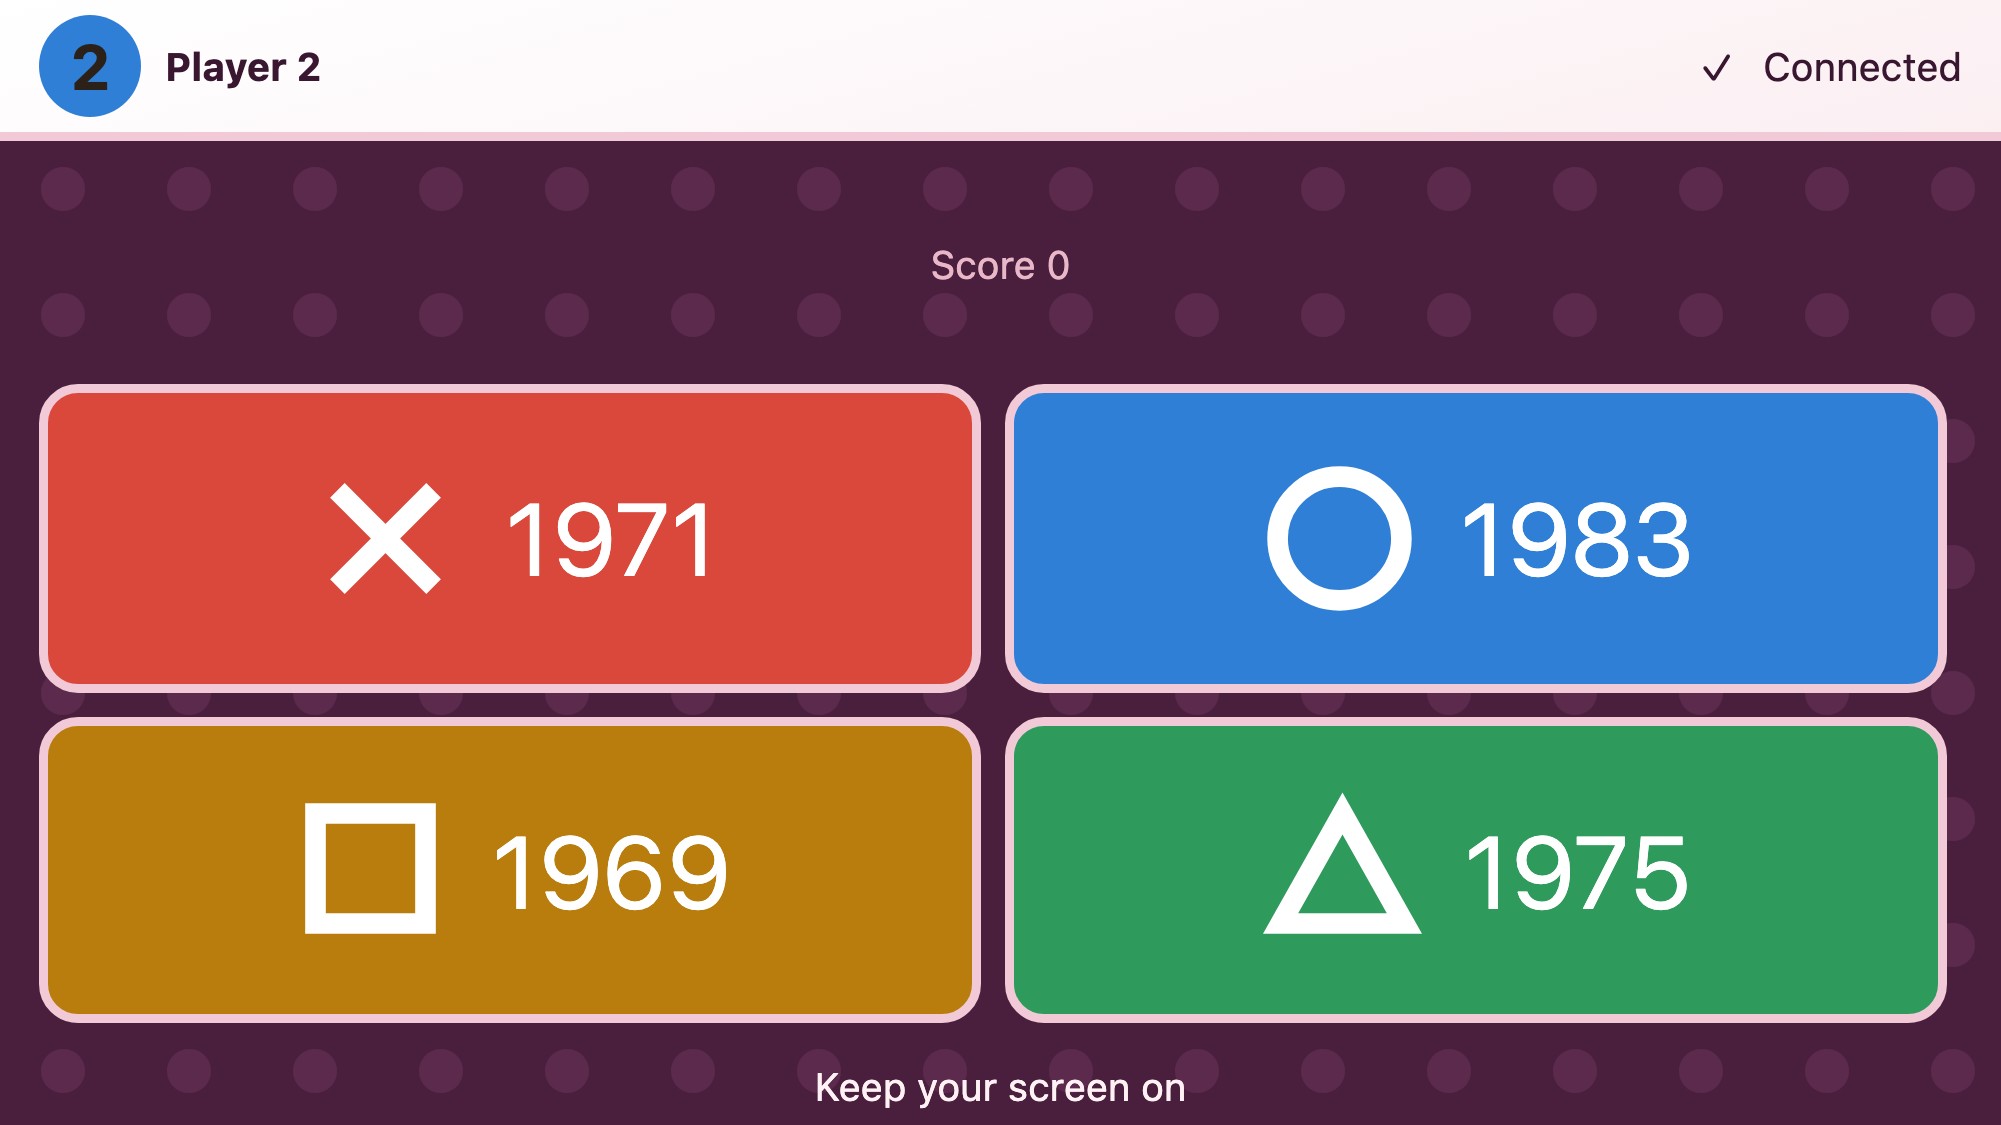 2 Player 2
✓ Connected
Score 0
1971
1983
1969
1975
Keep your screen on